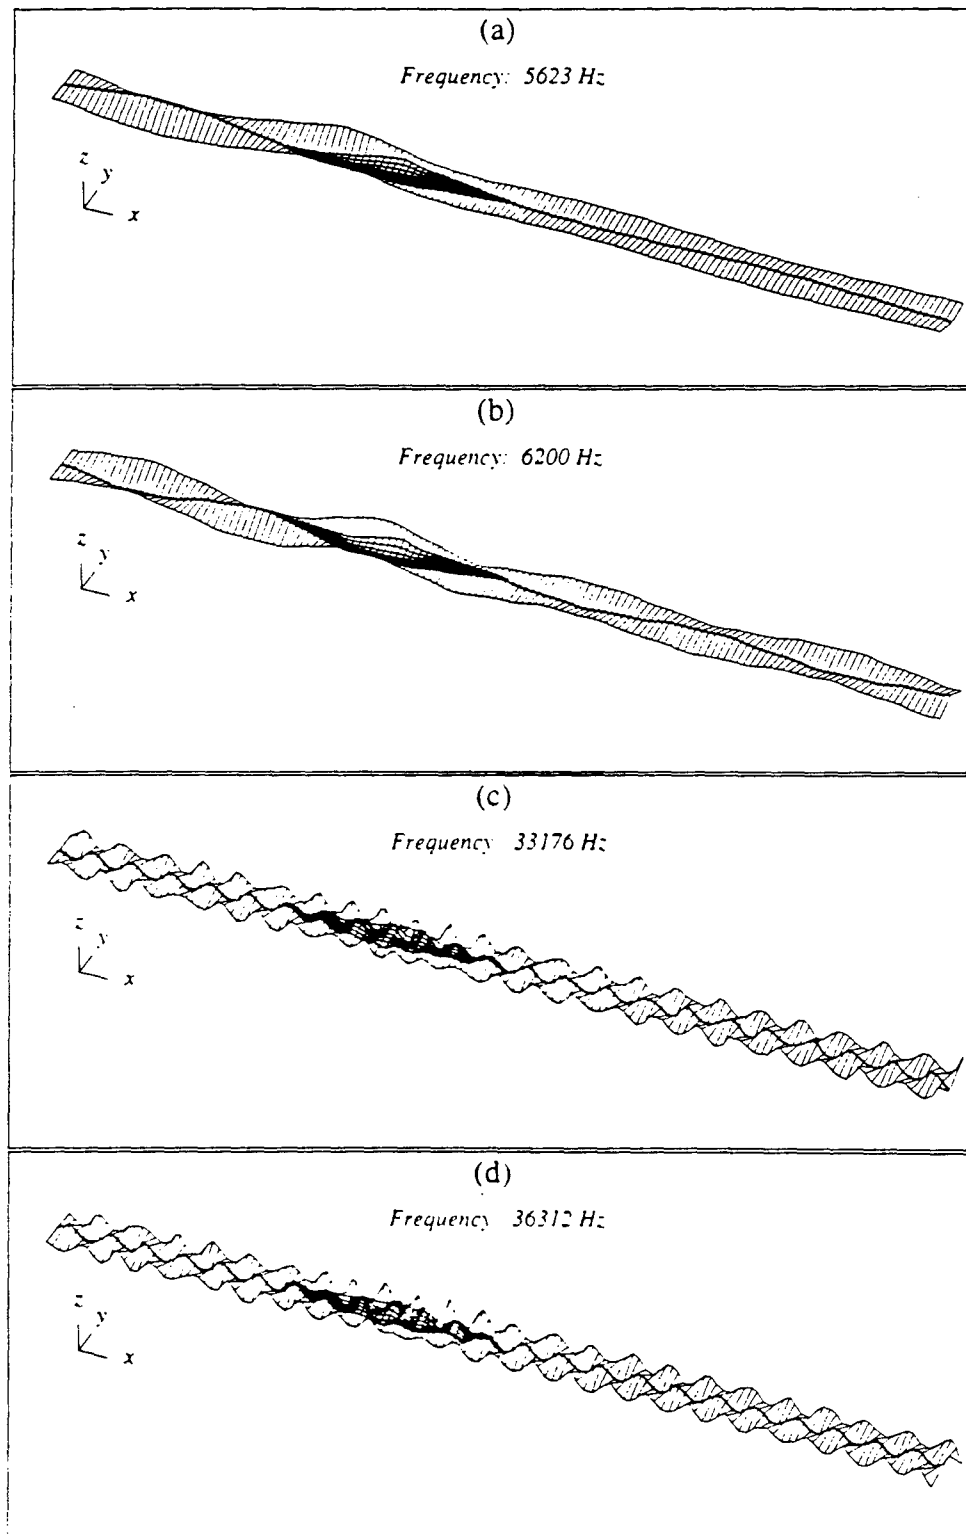 (a)
Frequency: 5623 Hz
z
y
x
(b)
Frequency: 6200 Hz
z
y
x
(c)
Frequency 33176 Hz
z
y
x
(d)
Frequency 36312 Hz
z
y
x